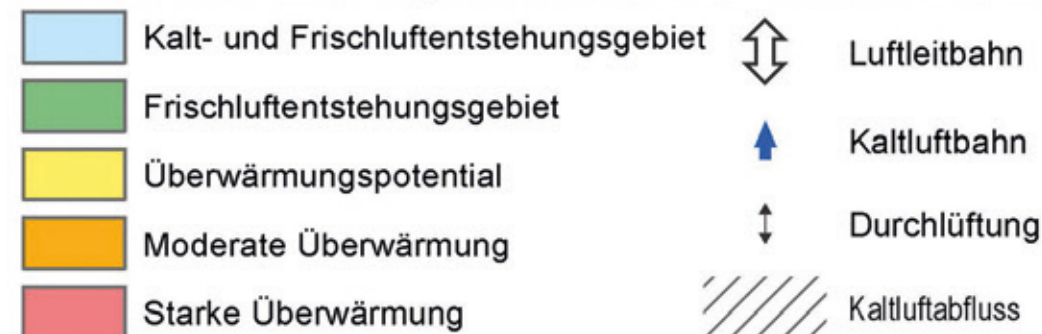 Kalt- und Frischluftentstehungsgebiet
Frischluftentstehungsgebiet
Überwärmungspotential
Moderate Überwärmung
Starke Überwärmung
Luftleitbahn
Kaltluftbahn
Durchlüftung
Kaltluftabfluss